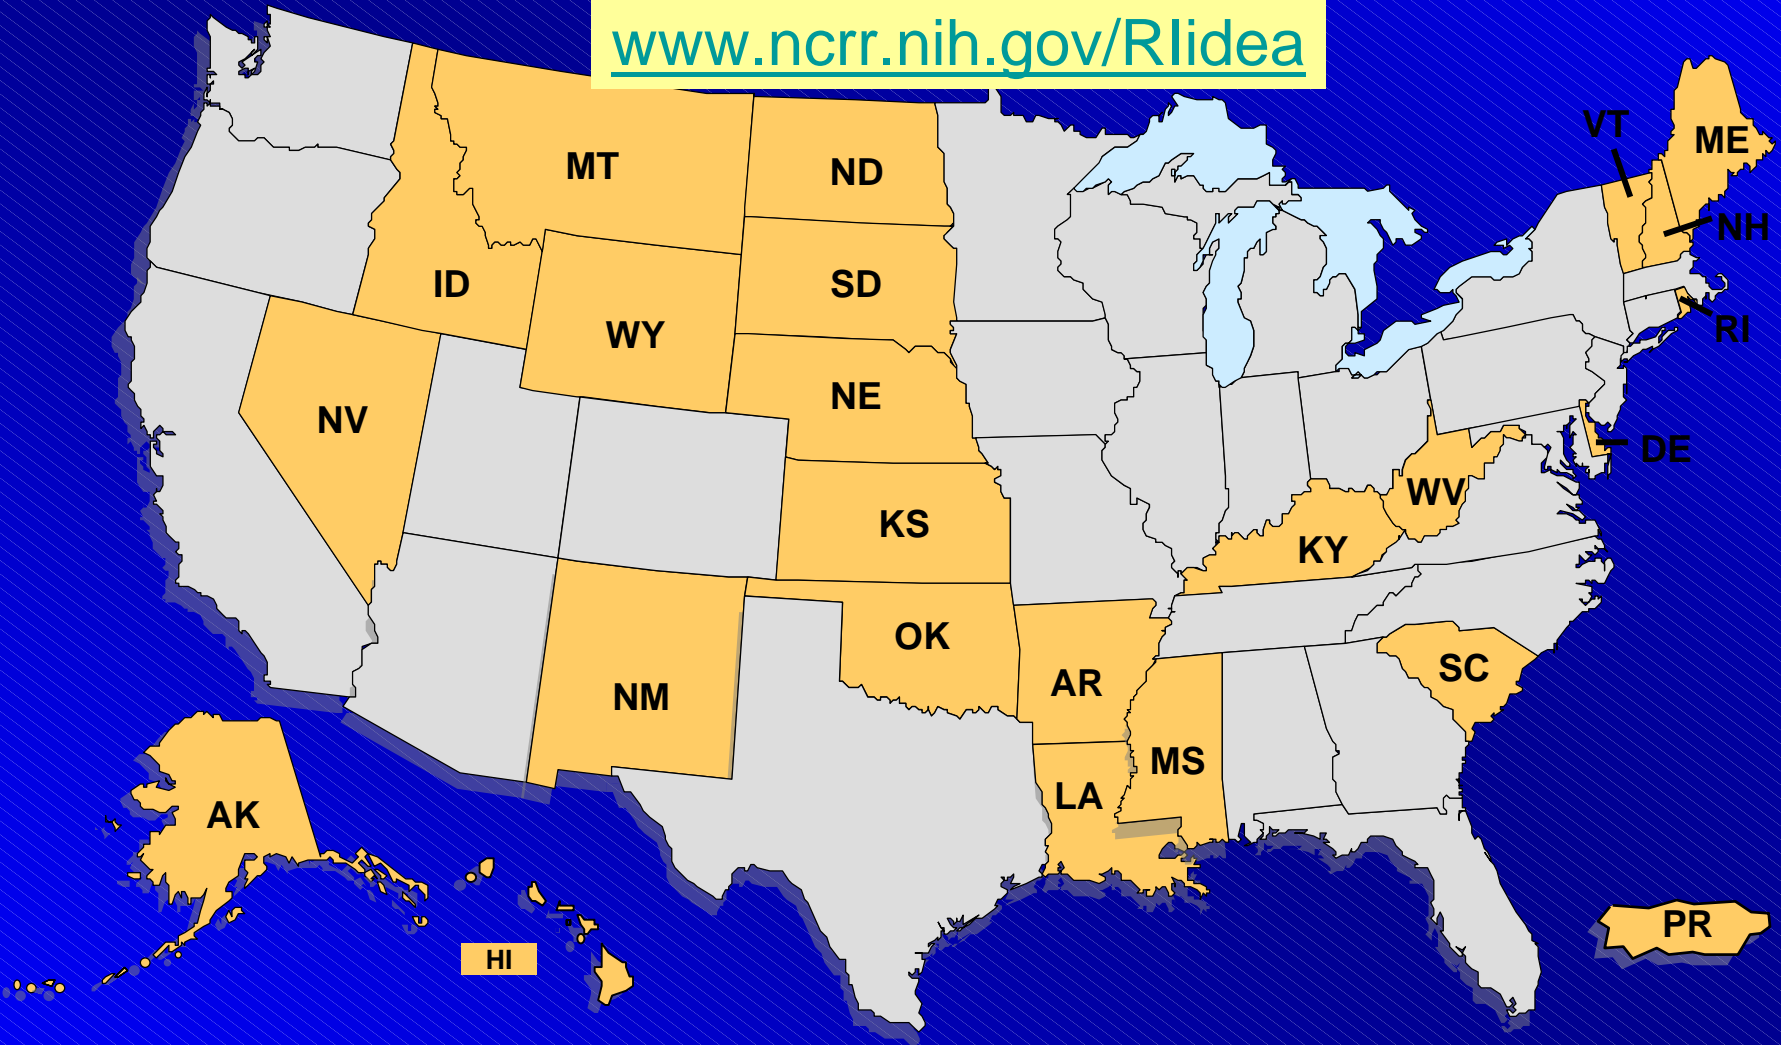 www.ncrr.nih.gov/RIidea
VT
ME
MT
ND
NH
ID
SD
WY
RI
NE
NV
DE
WV
KS
KY
OK
SC
AR
NM
MS
LA
AK
PR
HI